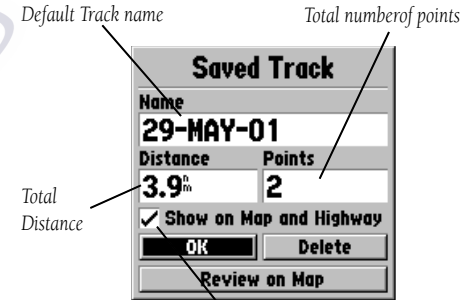 Default Track name
Total numberof points
Saved Track
Name
29-MAY-01
Distance Points
3.9nm 2
Total
Distance
Show on Map and Highway
OK Delete
Review on Map